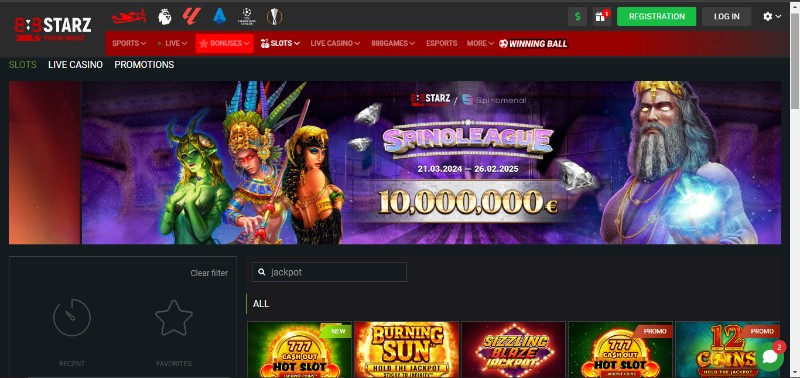 888STARZ
REGISTRATION
LOG IN
SPORTS
LIVE
BONUSES
SLOTS
LIVE CASINO
888GAMES
ESPORTS
MORE
WINNING BALL
SLOTS
LIVE CASINO
PROMOTIONS
888STARZ / Spinomenal
SPINOLEAGUE
21.03.2024 — 26.02.2025
10,000,000€
Clear filter
RECENT
FAVORITES
jackpot
ALL
NEW
777
CASH OUT
HOT SLOT
BURNING
SUN
HOLD THE JACKPOT
SIZZLING
BLAZE
JACKPOT
PROMO
777
CASH OUT
HOT SLOT
PROMO
12
COINS
HOLD THE JACKPOT
2